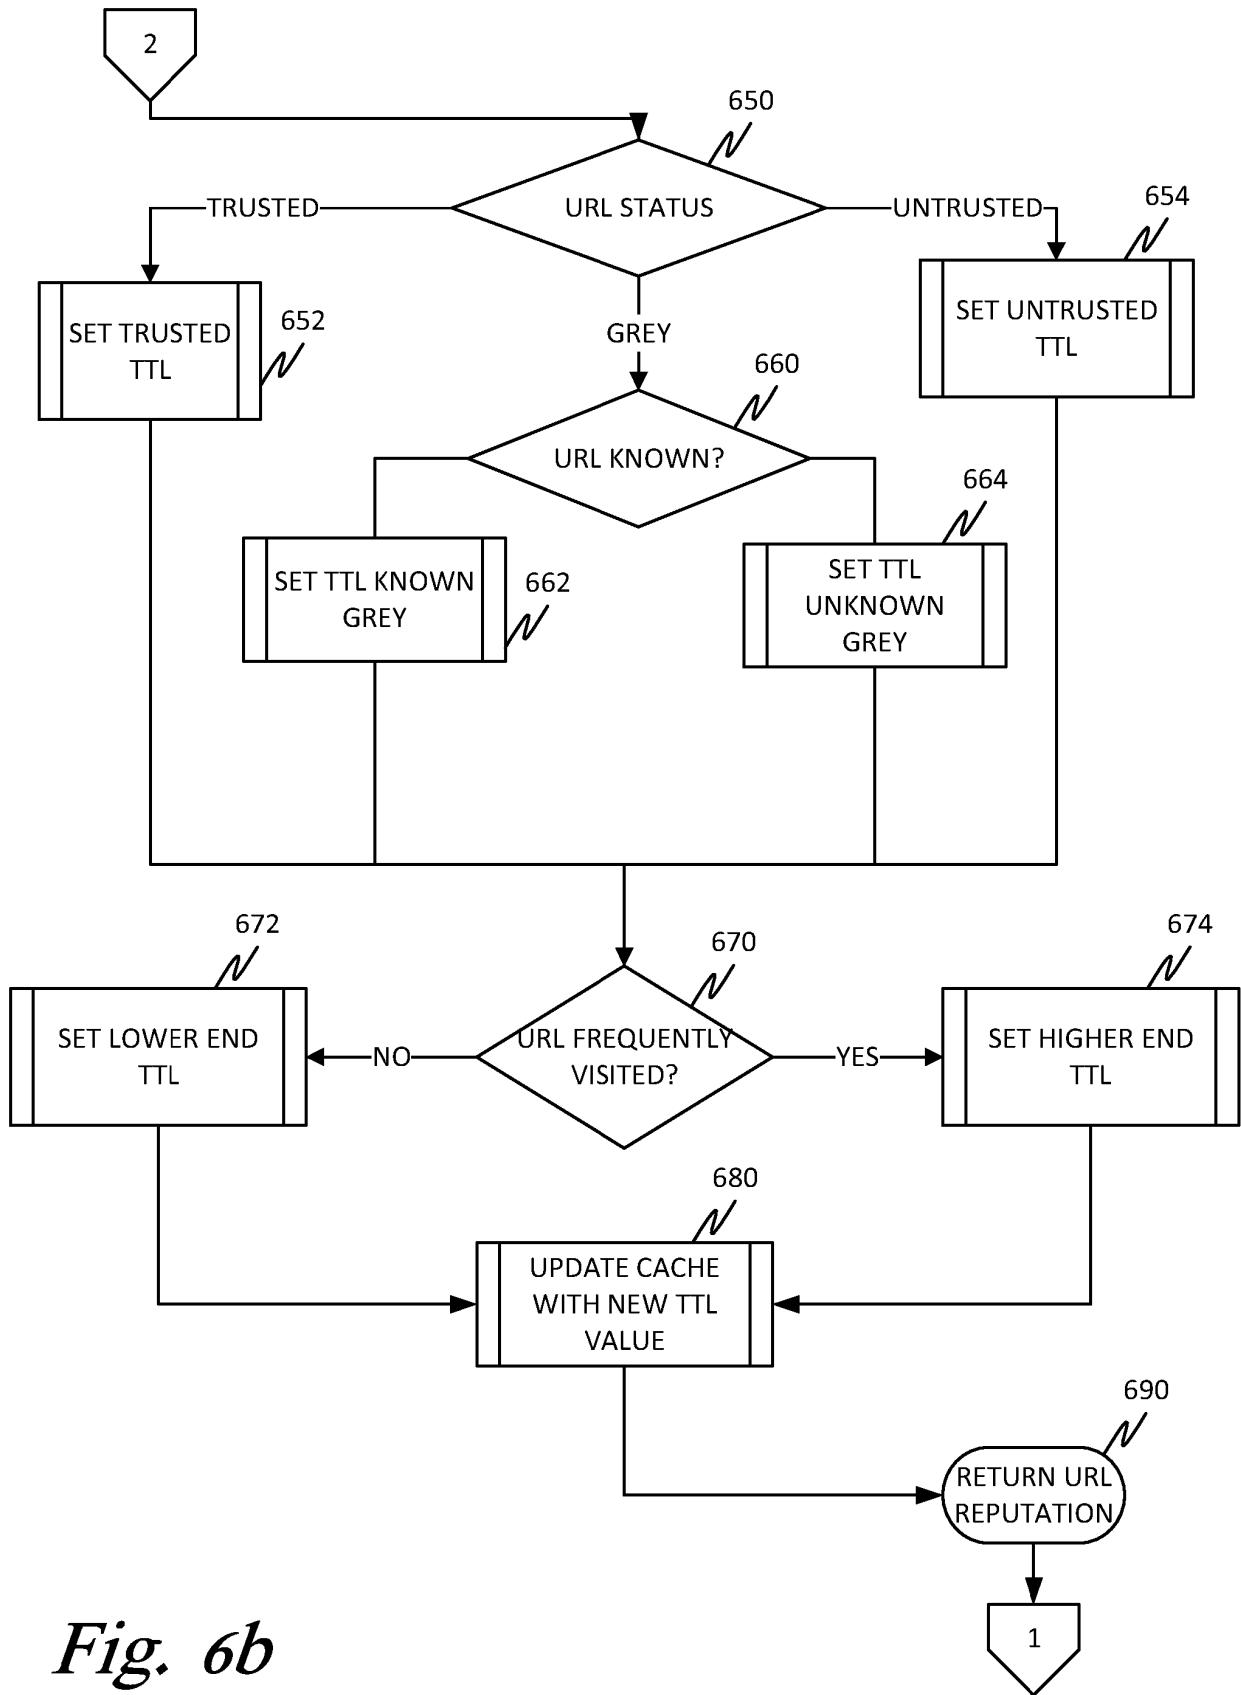 2
650
TRUSTED
URL STATUS
UNTRUSTED
654
SET TRUSTED
TTL
652
GREY
SET UNTRUSTED
TTL
660
URL KNOWN?
664
SET TTL KNOWN
GREY
662
SET TTL
UNKNOWN
GREY
672
670
674
SET LOWER END
TTL
NO
URL FREQUENTLY
VISITED?
YES
SET HIGHER END
TTL
680
UPDATE CACHE
WITH NEW TTL
VALUE
690
RETURN URL
REPUTATION
1
Fig. 6b